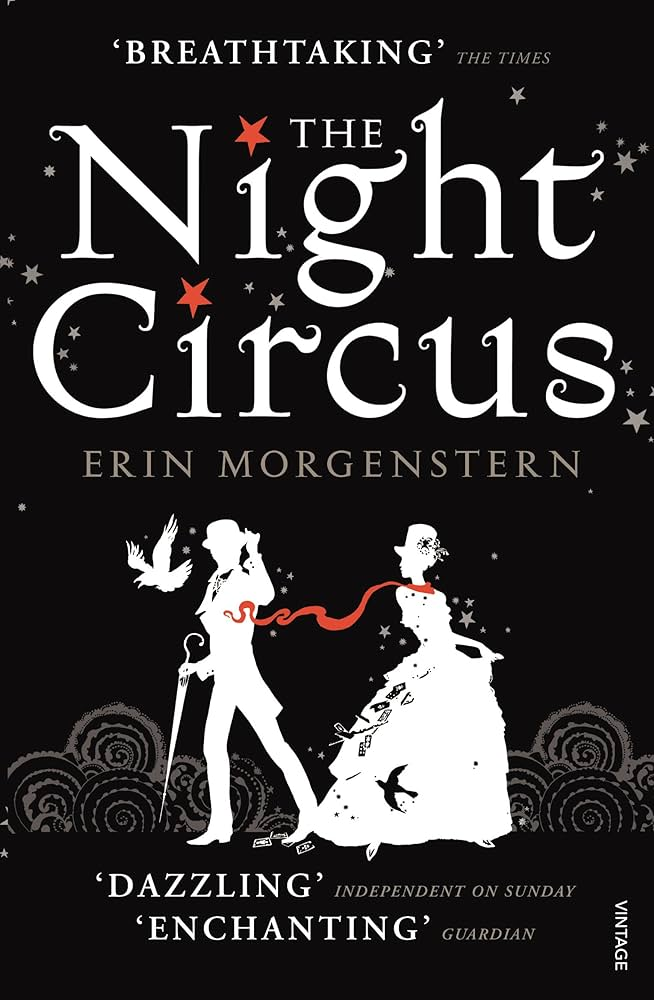 ‘BREATHTAKING’ THE TIMES
THE
Night
Circus
ERIN MORGENSTERN
‘DAZZLING’ INDEPENDENT ON SUNDAY
‘ENCHANTING’ GUARDIAN
VINTAGE